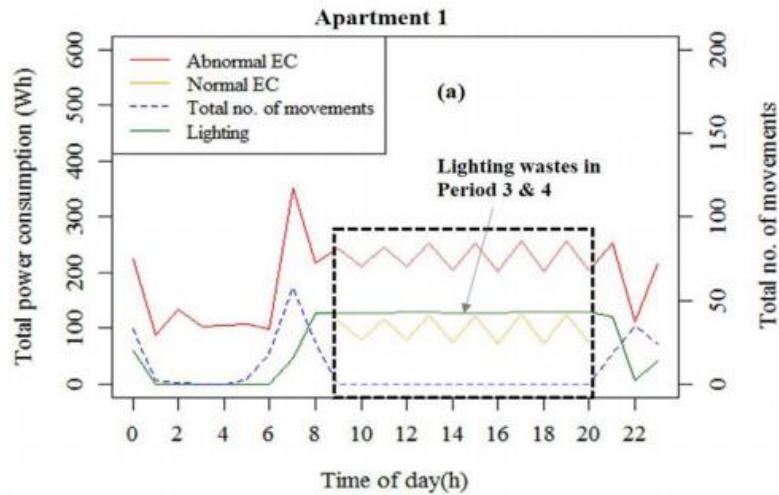 Apartment 1
Abnormal EC
Normal EC
Total no. of movements
Lighting
(a)
Lighting wastes in
Period 3 & 4
Total power consumption (Wh)
600
500
400
300
200
100
0
200
150
100
50
0
Total no. of movements
0 2 4 6 8 10 12 14 16 18 20 22
Time of day(h)